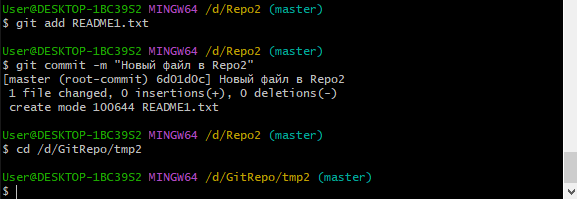 User@DESKTOP-1BC39S2 MINGW64 /d/Repo2 (master)
$ git add README1.txt
User@DESKTOP-1BC39S2 MINGW64 /d/Repo2 (master)
$ git commit -m "Новый файл в Repo2"
[master (root-commit) 6d01d0c] Новый файл в Repo2
 1 file changed, 0 insertions(+), 0 deletions(-)
 create mode 100644 README1.txt
User@DESKTOP-1BC39S2 MINGW64 /d/Repo2 (master)
$ cd /d/GitRepo/tmp2
User@DESKTOP-1BC39S2 MINGW64 /d/GitRepo/tmp2 (master)
$